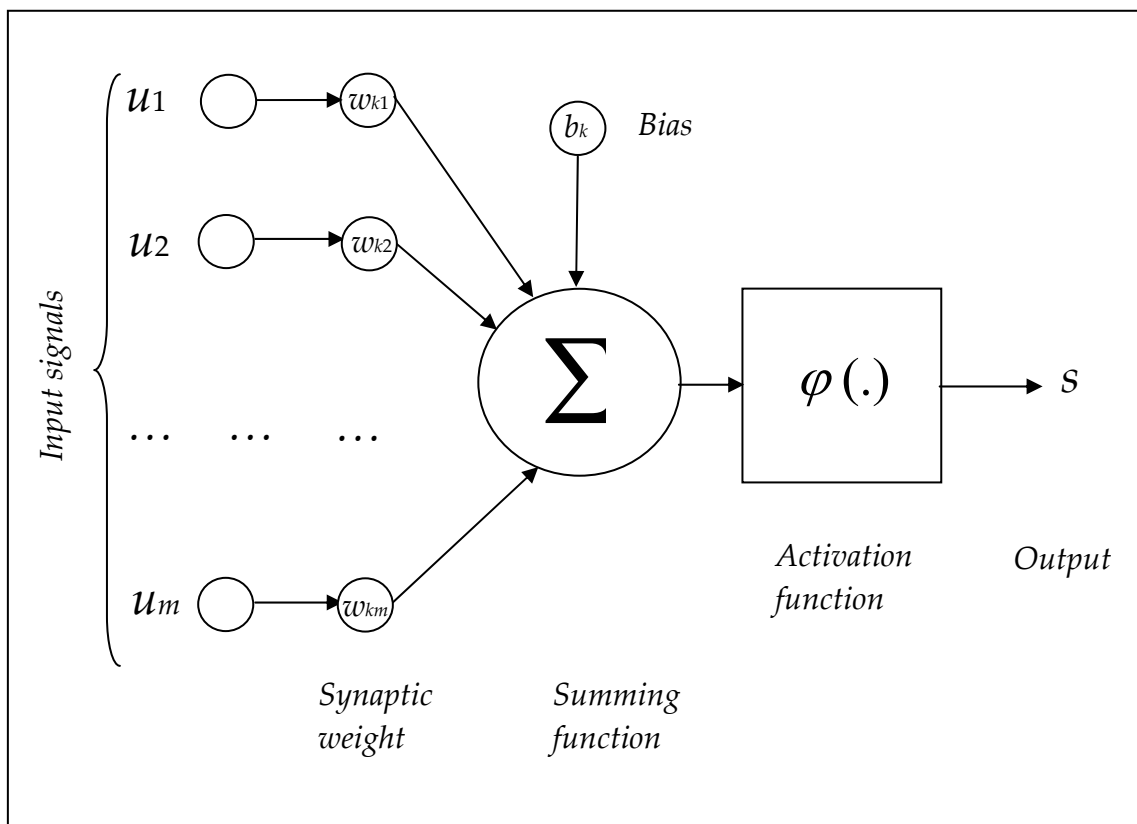 u1
wk1
bk
Bias
u2
wk2
Input signals
Σ
φ (.)
s
... ... ...
um
wkm
Activation
function
Output
Synaptic
weight
Summing
function